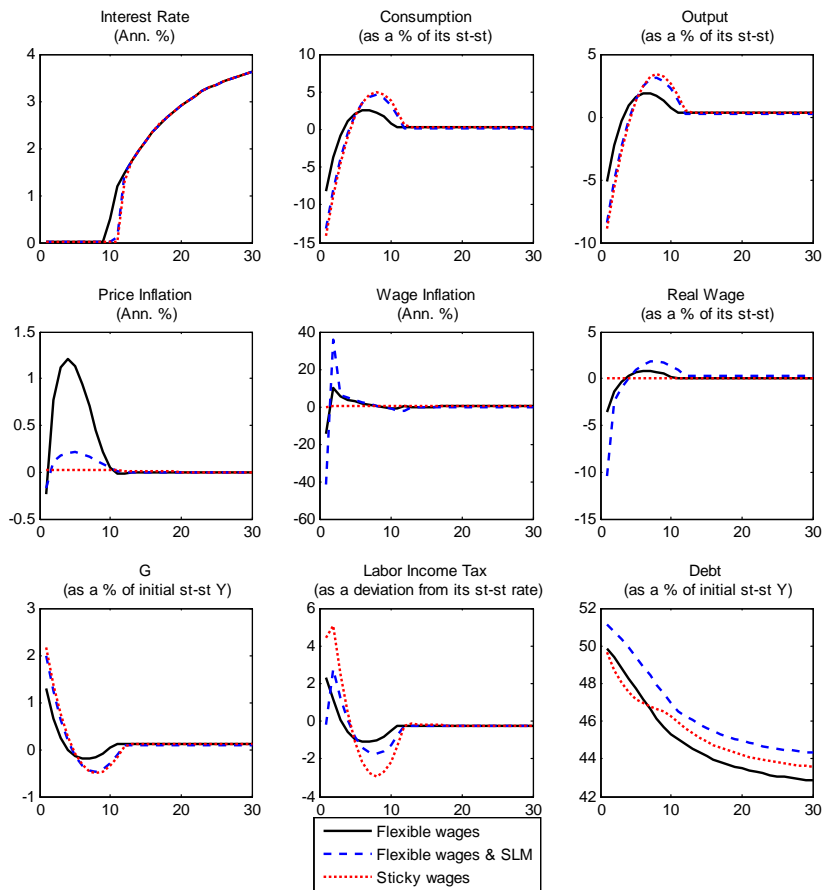 Interest Rate
(Ann. %)
4
3
2
1
0
0 10 20 30
Consumption
(as a % of its st-st)
10
5
0
-5
-10
-15
0 10 20 30
Output
(as a % of its st-st)
5
0
-5
-10
0 10 20 30
Price Inflation
(Ann. %)
1.5
1
0.5
0
-0.5
0 10 20 30
Wage Inflation
(Ann. %)
40
20
0
-20
-40
-60
0 10 20 30
Real Wage
(as a % of its st-st)
5
0
-5
-10
-15
0 10 20 30
G
(as a % of initial st-st Y)
3
2
1
0
-1
0 10 20 30
Labor Income Tax
(as a deviation from its st-st rate)
6
4
2
0
-2
-4
0 10 20 30
Debt
(as a % of initial st-st Y)
52
50
48
46
44
42
0 10 20 30
Flexible wages
Flexible wages & SLM
Sticky wages